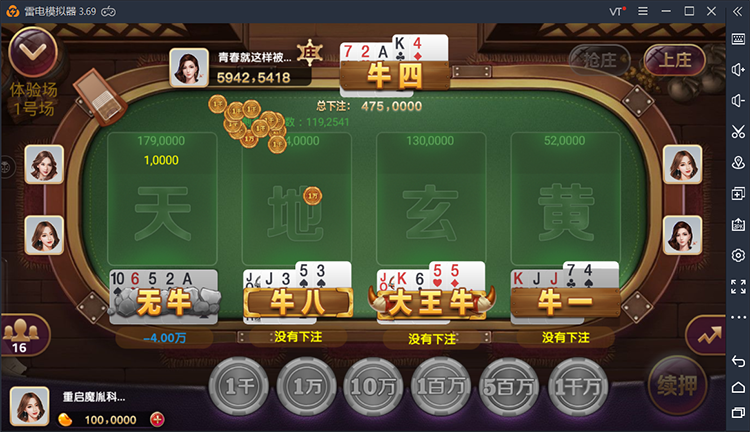 雷电模拟器 3.69
VT
体验场
1号场
青春就这样被...
5942,5418
庄
7 2 A K 4
牛四
抢庄
上庄
总下注： 475,0000
数：119,2541
179,0000
1,0000
4,0000
130,0000
52,0000
天
地
玄
黄
1万
10 6 5 2 A
J J 3 5 3
JOKER K 6 5 5
K J J 7 4
无牛
牛八
大王牛
牛一
-4.00万
没有下注
没有下注
没有下注
16
重启魔胤科...
100,0000
1千
1万
10万
1百万
5百万
1千万
续押